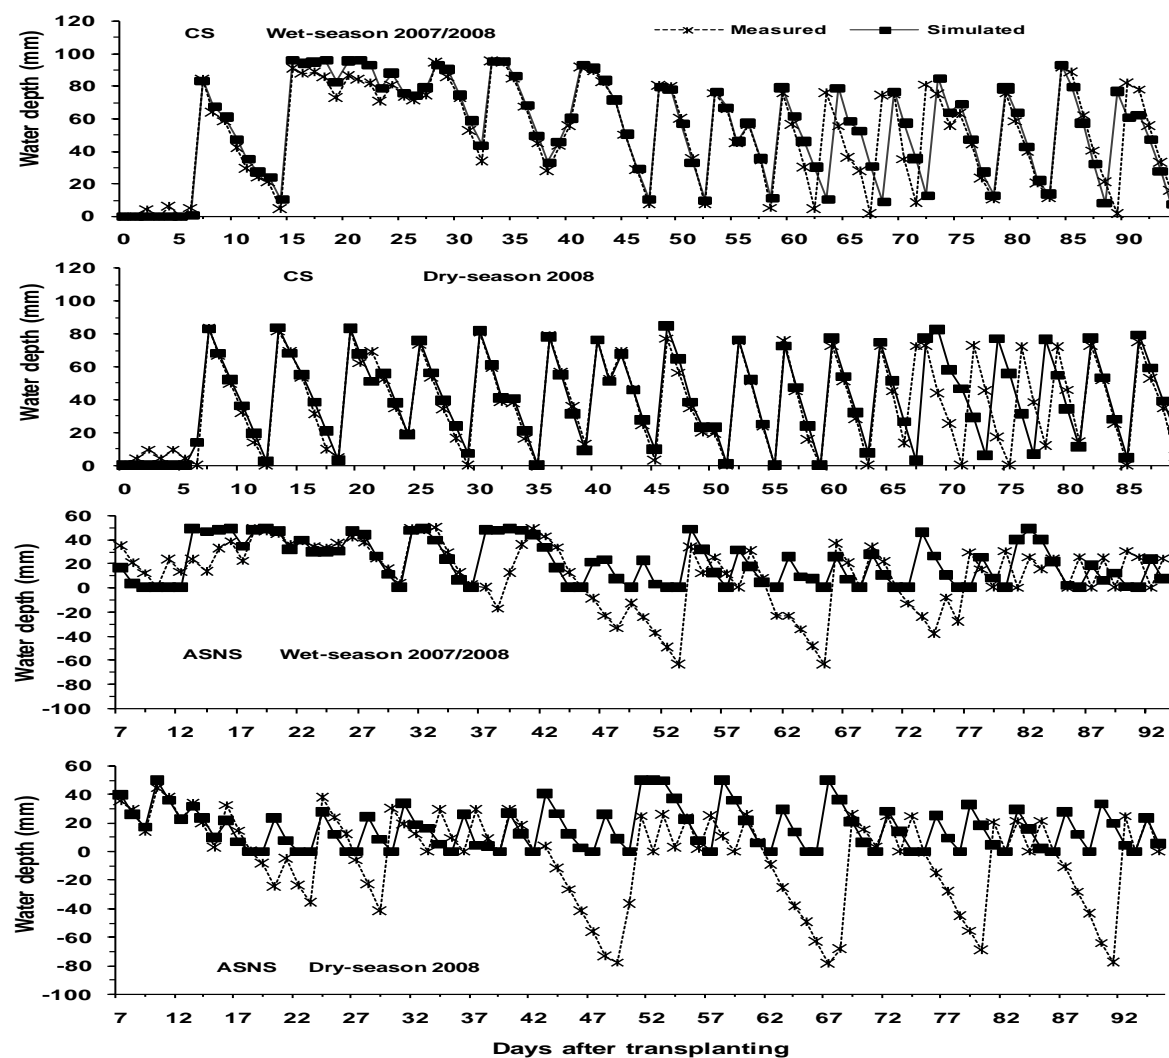 CS Wet-season 2007/2008 Measured Simulated
Water depth (mm)
120
100
80
60
40
20
0
0 5 10 15 20 25 30 35 40 45 50 55 60 65 70 75 80 85 90
CS Dry-season 2008
Water depth (mm)
120
100
80
60
40
20
0
0 5 10 15 20 25 30 35 40 45 50 55 60 65 70 75 80 85
Water depth (mm)
60
40
20
0
-20
-40
-60
-80
-100
ASNS Wet-season 2007/2008
7 12 17 22 27 32 37 42 47 52 57 62 67 72 77 82 87 92
Water depth (mm)
60
40
20
0
-20
-40
-60
-80
-100
ASNS Dry-season 2008
7 12 17 22 27 32 37 42 47 52 57 62 67 72 77 82 87 92
Days after transplanting